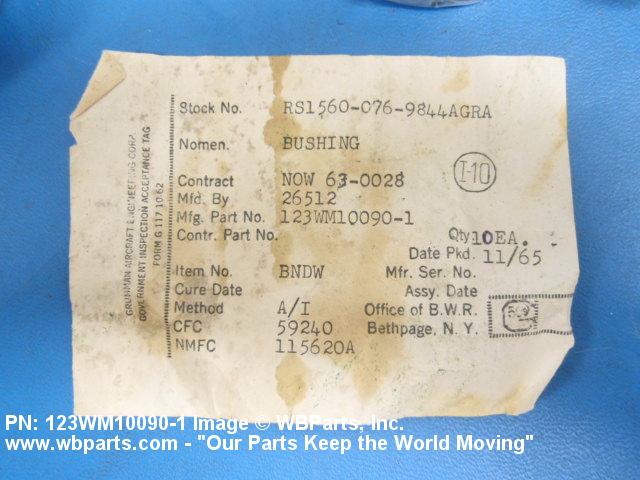 GRUMMAN AIRCRAFT ENGINEERING CORP.
GOVERNMENT INSPECTION ACCEPTANCE TAG
FORM G 117 10 62
Stock No. RS1560-076-9844AGRA
Nomen. BUSHING
Contract NOW 63-0028
I-10
Mfd. By 26512
Mfg. Part No. 123WM10090-1
Contr. Part No.
Qty 10EA.
Date Pkd. 11/65
Item No. BNDW
Mfr. Ser. No.
Cure Date
Assy. Date
Method A/I
Office of B.W.R.
CFC 59240
Bethpage, N. Y.
NMFC 115620A
PN: 123WM10090-1 Image © WBParts, Inc.
www.wbparts.com - "Our Parts Keep the World Moving"